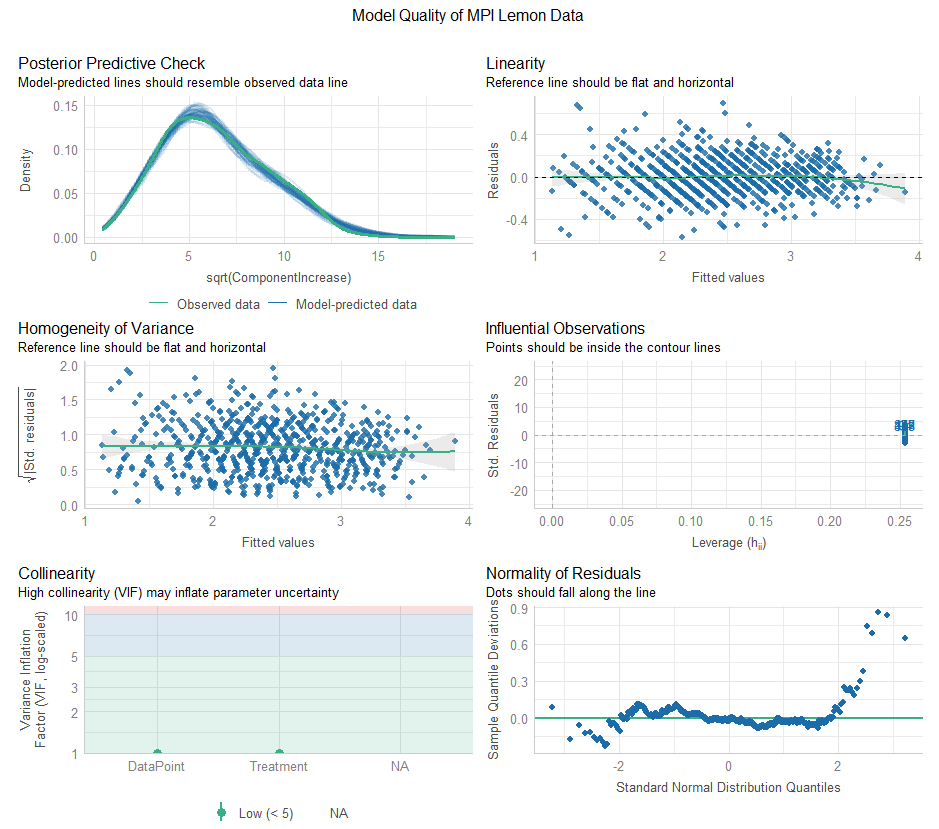 Model Quality of MPI Lemon Data
Posterior Predictive Check
Model-predicted lines should resemble observed data line
0.15
0.10
0.05
0.00
Density
0
5
10
15
sqrt(ComponentIncrease)
Observed data
Model-predicted data
Linearity
Reference line should be flat and horizontal
0.4
0.0
-0.4
Residuals
1
2
3
4
Fitted values
Homogeneity of Variance
Reference line should be flat and horizontal
2.0
1.5
1.0
0.5
0.0
√|Std. residuals|
1
2
3
4
Fitted values
Influential Observations
Points should be inside the contour lines
20
10
0
-10
-20
Std. Residuals
0.00
0.05
0.10
0.15
0.20
0.25
Leverage (hii)
Collinearity
High collinearity (VIF) may inflate parameter uncertainty
10
5
3
2
1
Variance Inflation
Factor (VIF, log-scaled)
DataPoint
Treatment
NA
Low (< 5)
NA
Normality of Residuals
Dots should fall along the line
0.9
0.6
0.3
0.0
Sample Quantile Deviations
-2
0
2
Standard Normal Distribution Quantiles